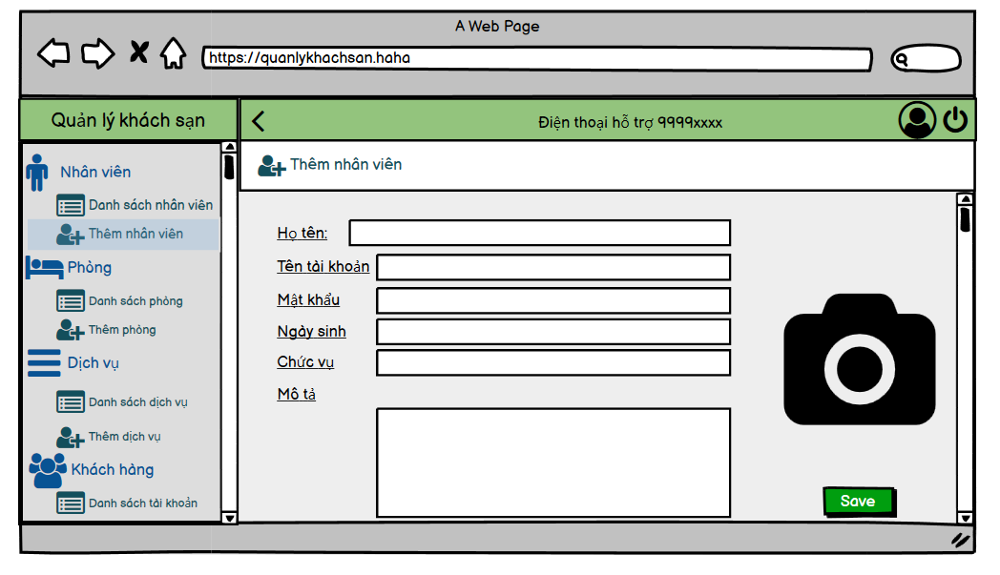 A Web Page
https://quanlykhachsan.haha
Quản lý khách sạn
Điện thoại hỗ trợ 9999xxxx
Nhân viên
Danh sách nhân viên
Thêm nhân viên
Phòng
Danh sách phòng
Thêm phòng
Dịch vụ
Danh sách dịch vụ
Thêm dịch vụ
Khách hàng
Danh sách tài khoản
Thêm nhân viên
Họ tên:
Tên tài khoản
Mật khẩu
Ngày sinh
Chức vụ
Mô tả
Save